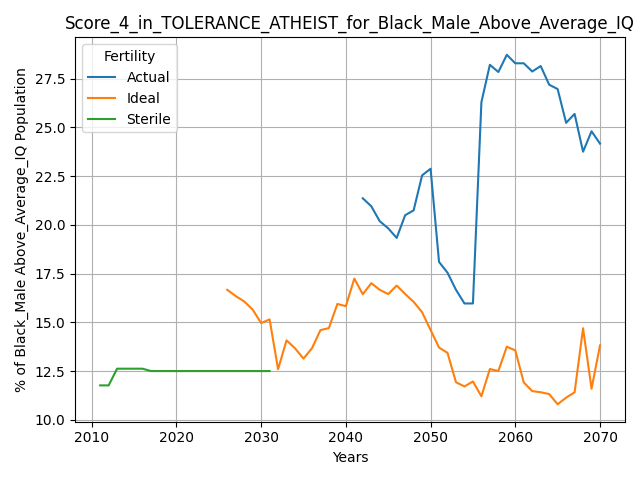 Score_4_in_TOLERANCE_ATHEIST_for_Black_Male_Above_Average_IQ
Fertility
Actual
Ideal
Sterile
% of Black_Male Above_Average_IQ Population
27.5
25.0
22.5
20.0
17.5
15.0
12.5
10.0
2010 2020 2030 2040 2050 2060 2070
Years